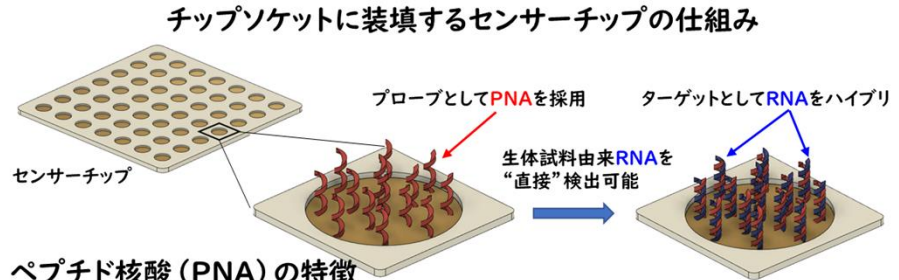 チップソケットに装填するセンサーチップの仕組み
プローブとしてPNAを採用
ターゲットとしてRNAをハイブリ
センサーチップ
生体試料由来RNAを
“直接”検出可能
ペプチド核酸(PNA)の特徴